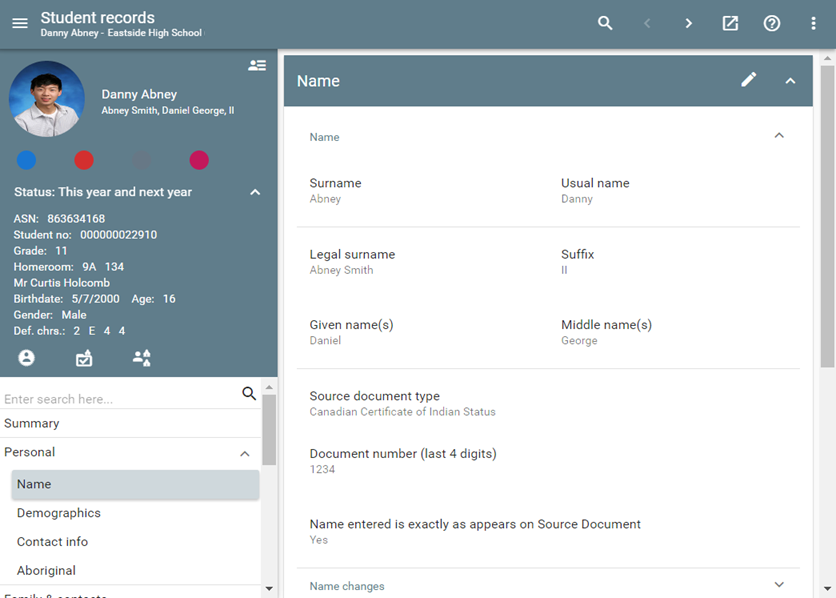 Student records
Danny Abney - Eastside High School
Danny Abney
Abney Smith, Daniel George, II
Status: This year and next year
ASN: 863634168
Student no: 000000022910
Grade: 11
Homeroom: 9A 134
Mr Curtis Holcomb
Birthdate: 5/7/2000 Age: 16
Gender: Male
Def. chrs.: 2 E 4 4
Enter search here...
Summary
Personal
Name
Demographics
Contact info
Aboriginal
Family & contacts
Name
Name
Surname Usual name
Abney Danny
Legal surname Suffix
Abney Smith II
Given name(s) Middle name(s)
Daniel George
Source document type
Canadian Certificate of Indian Status
Document number (last 4 digits)
1234
Name entered is exactly as appears on Source Document
Yes
Name changes